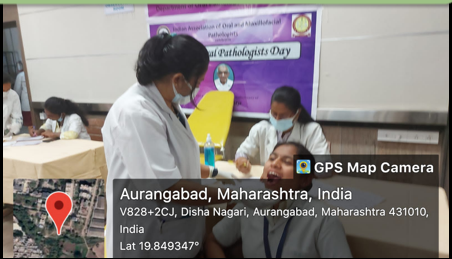 Indian Association of Oral and Maxillofacial
Pathologists
al Pathologists Day
GPS Map Camera
Aurangabad, Maharashtra, India
V828+2CJ, Disha Nagari, Aurangabad, Maharashtra 431010,
India
Lat 19.849347°